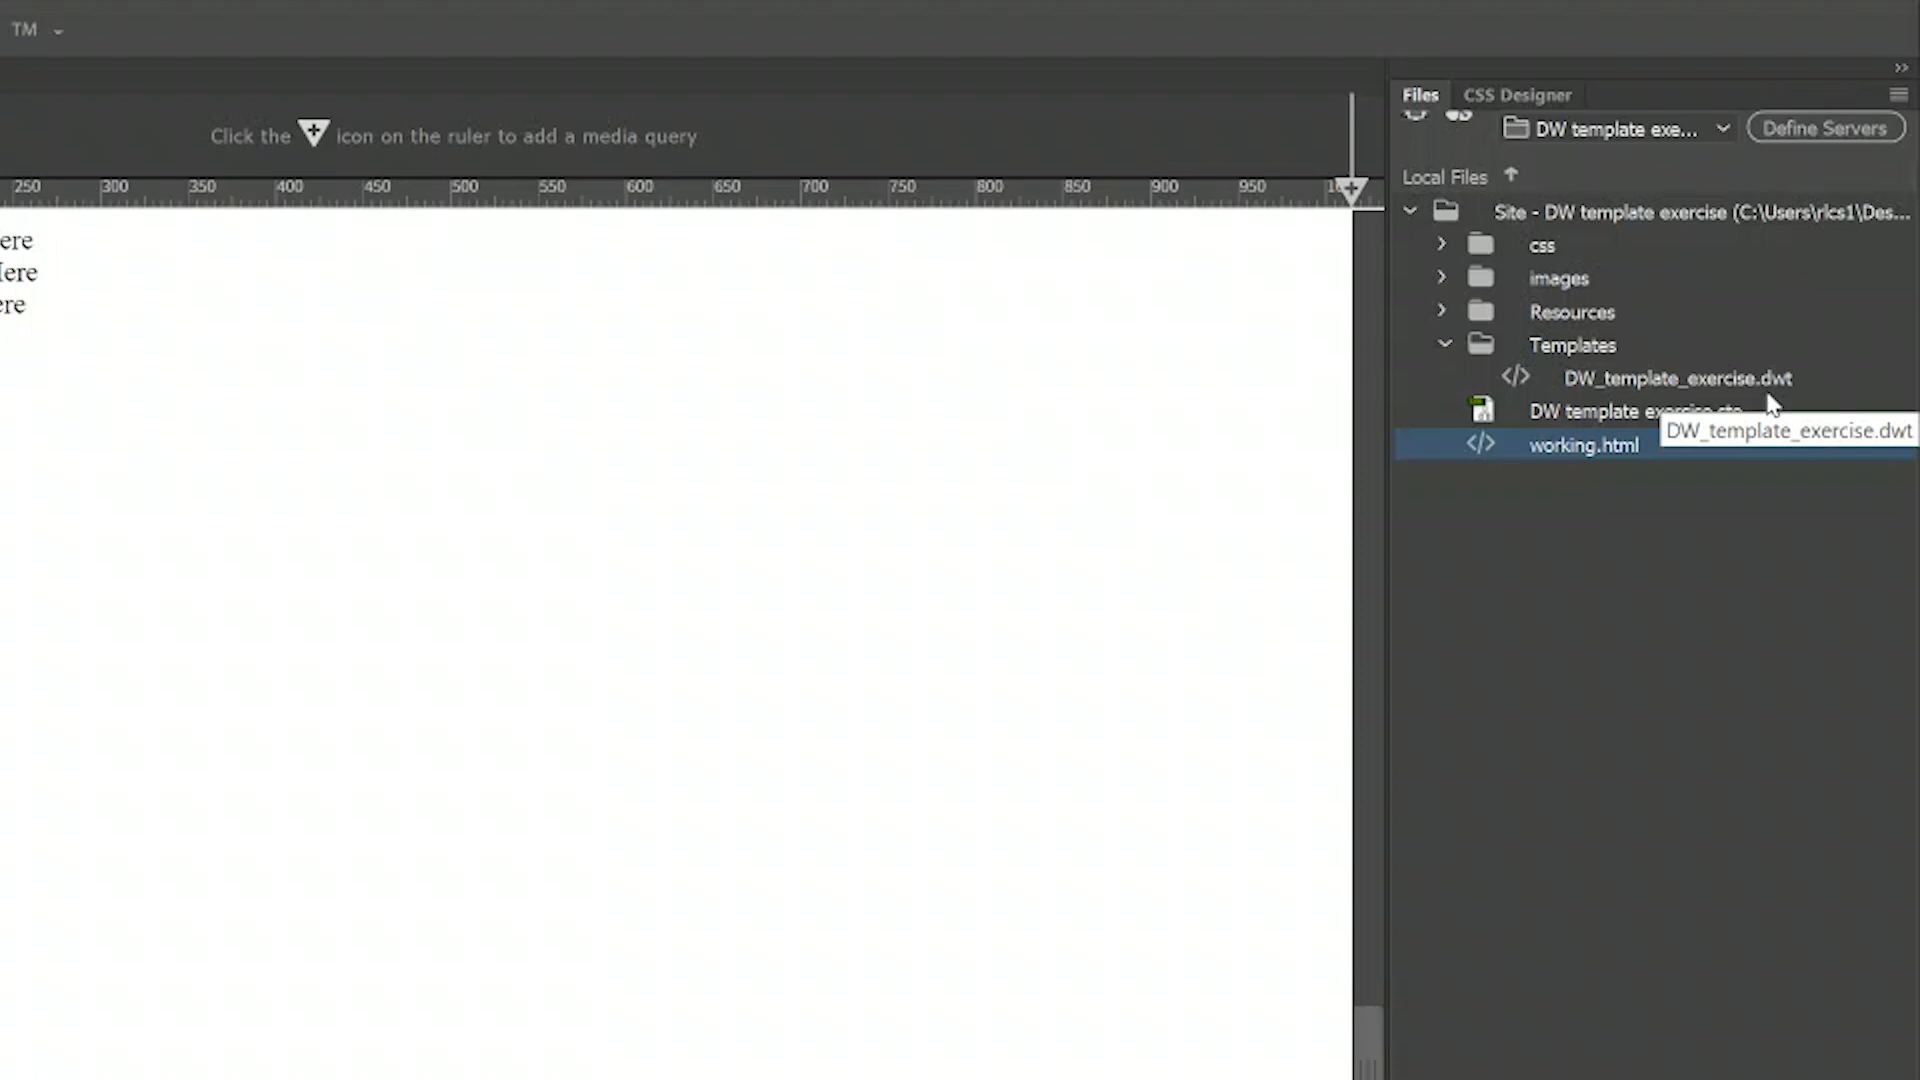 TM
Files CSS Designer
Click the icon on the ruler to add a media query
DW template exe... Define Servers
Local Files
250 300 350 400 450 500 550 600 650 700 750 800 850 900 950
Site - DW template exercise (C:\Users\rlcs1\Des...
css
ere
Here
images
ere
Resources
Templates
DW_template_exercise.dwt
DW template exercise.ste
DW_template_exercise.dwt
working.html